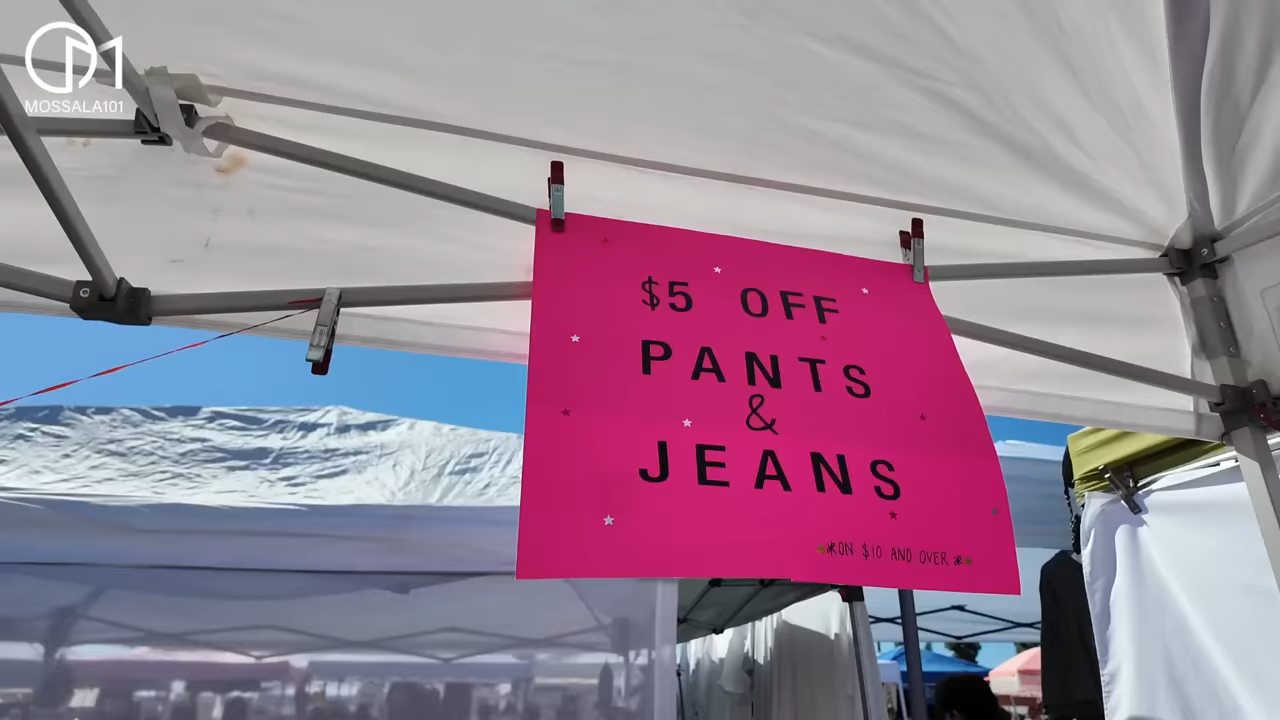 MOSSALA101
$5 OFF
PANTS
&
JEANS
*ON $10 AND OVER*